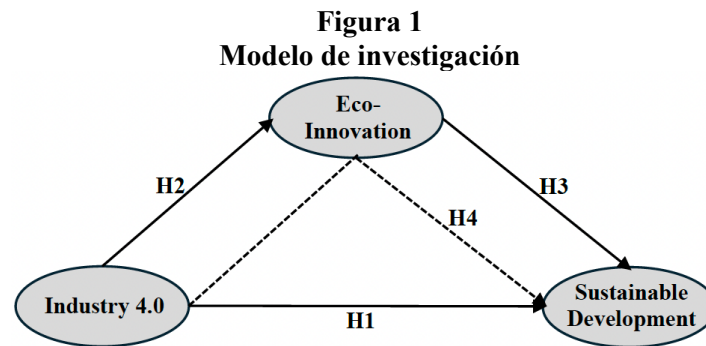 Figura 1
Modelo de investigación
Eco-
Innovation
H2
H3
H4
Industry 4.0
Sustainable
Development
H1